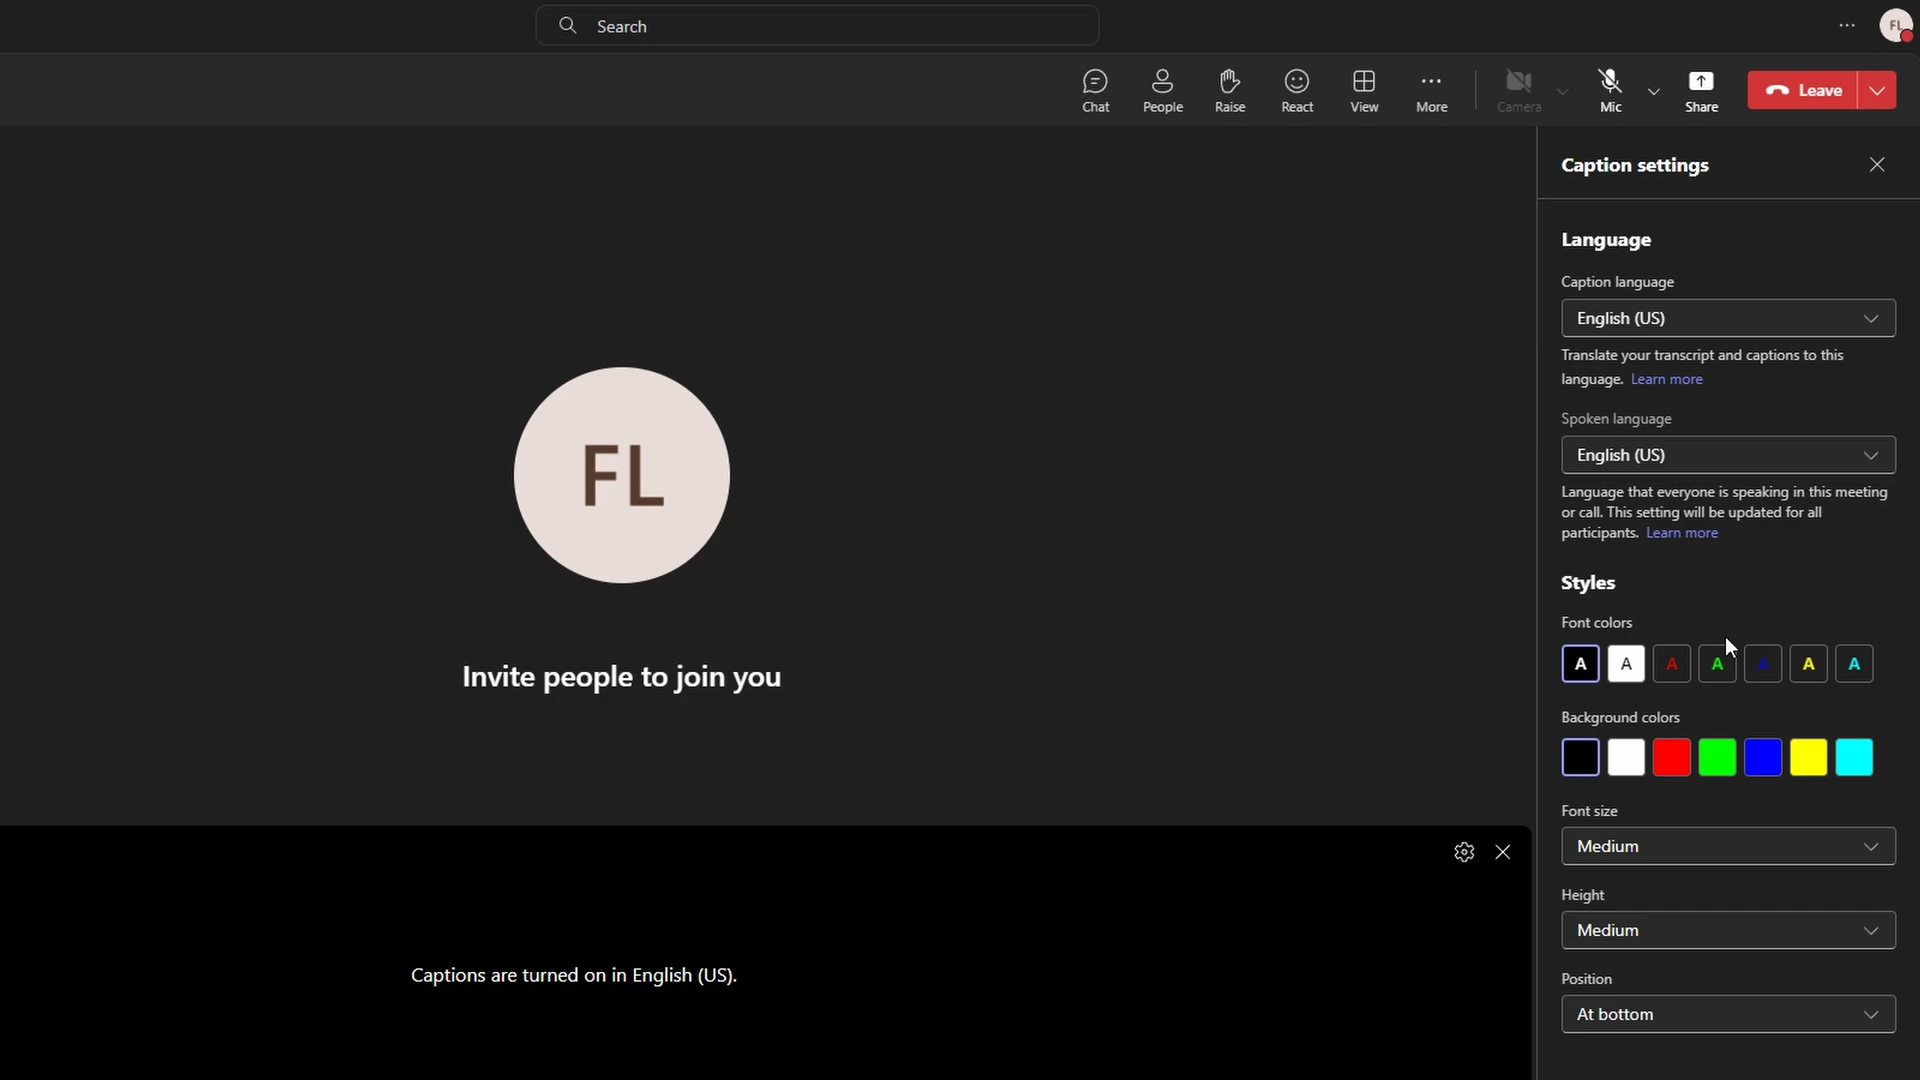 Search
FL
Chat
People
Raise
React
View
More
Camera
Mic
Share
Leave
Caption settings
Language
Caption language
English (US)
Translate your transcript and captions to this
language. Learn more
Spoken language
English (US)
Language that everyone is speaking in this meeting
or call. This setting will be updated for all
participants. Learn more
Styles
Font colors
A A A A A A A
Background colors
Font size
Medium
Height
Medium
Position
At bottom
FL
Invite people to join you
Captions are turned on in English (US).